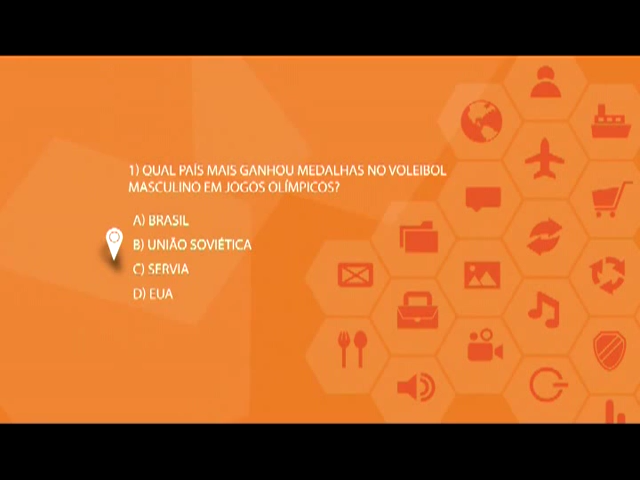 1) QUAL PAÍS MAIS GANHOU MEDALHAS NO VOLEIBOL
MASCULINO EM JOGOS OLÍMPICOS?
A) BRASIL
B) UNIÃO SOVIÉTICA
C) SERVIA
D) EUA